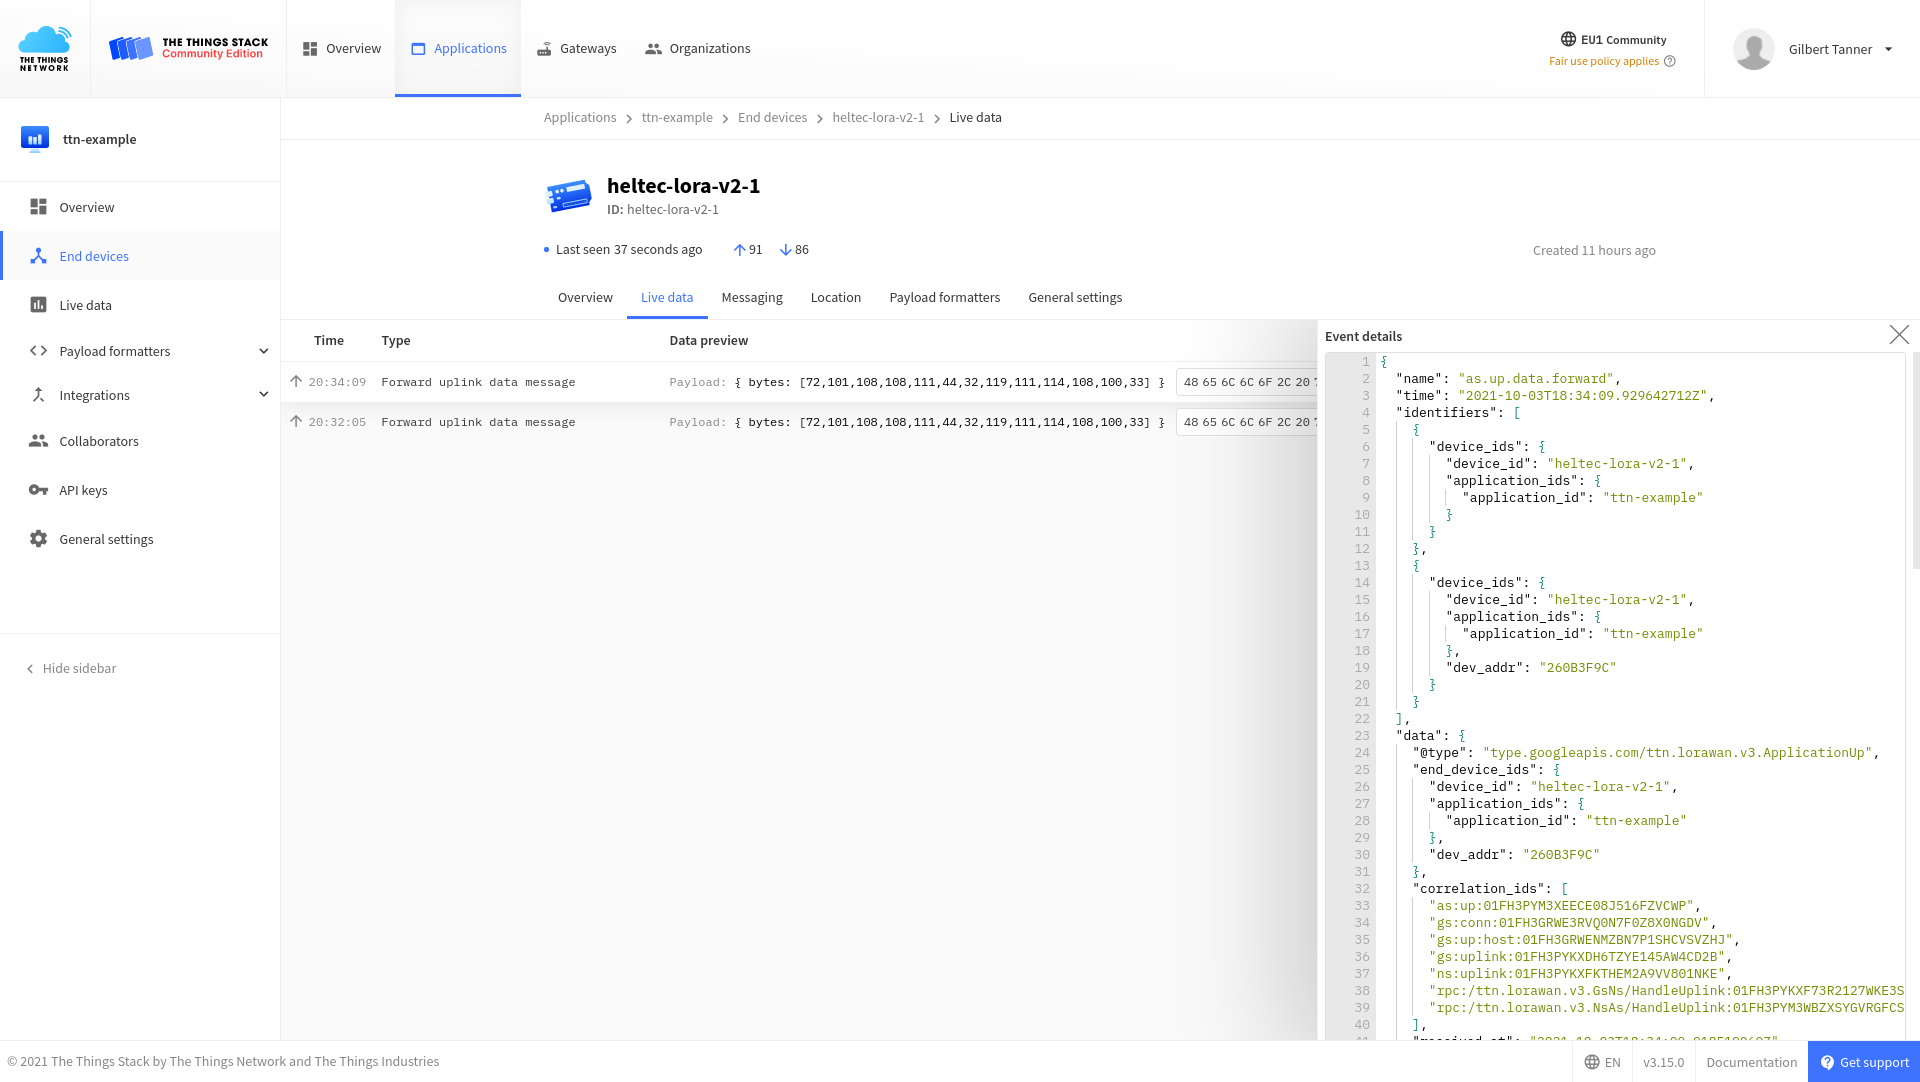 THE THINGS NETWORK
THE THINGS STACK
Community Edition
Overview
Applications
Gateways
Organizations
EU1 Community
Fair use policy applies
Gilbert Tanner
ttn-example
Overview
End devices
Live data
Payload formatters
Integrations
Collaborators
API keys
General settings
Hide sidebar
Applications > ttn-example > End devices > heltec-lora-v2-1 > Live data
heltec-lora-v2-1
ID: heltec-lora-v2-1
Last seen 37 seconds ago 91 86 Created 11 hours ago
Overview Live data Messaging Location Payload formatters General settings
Time Type Data preview
20:34:09 Forward uplink data message Payload: { bytes: [72,101,108,108,111,44,32,119,111,114,108,100,33] } 48 65 6C 6C 6F 2C 20
20:32:05 Forward uplink data message Payload: { bytes: [72,101,108,108,111,44,32,119,111,114,108,100,33] } 48 65 6C 6C 6F 2C 20
Event details
1 {
2 "name": "as.up.data.forward",
3 "time": "2021-10-03T18:34:09.929642712Z",
4 "identifiers": [
5 {
6 "device_ids": {
7 "device_id": "heltec-lora-v2-1",
8 "application_ids": {
9 "application_id": "ttn-example"
10 }
11 }
12 },
13 {
14 "device_ids": {
15 "device_id": "heltec-lora-v2-1",
16 "application_ids": {
17 "application_id": "ttn-example"
18 },
19 "dev_addr": "260B3F9C"
20 }
21 }
22 ],
23 "data": {
24 "@type": "type.googleapis.com/ttn.lorawan.v3.ApplicationUp",
25 "end_device_ids": {
26 "device_id": "heltec-lora-v2-1",
27 "application_ids": {
28 "application_id": "ttn-example"
29 },
30 "dev_addr": "260B3F9C"
31 },
32 "correlation_ids": [
33 "as:up:01FH3PYM3XEECE08J516FZVCWP",
34 "gs:conn:01FH3GRWE3RVQ0N7F0Z8X0NGDV",
35 "gs:up:host:01FH3GRWENMZBN7P1SHCVSVZHJ",
36 "gs:uplink:01FH3PYKXDH6TZYE145AW4CD2B",
37 "ns:uplink:01FH3PYKXFKTHEM2A9VV801NKE",
38 "rpc:/ttn.lorawan.v3.GsNs/HandleUplink:01FH3PYKXF73R2127WKE3S
39 "rpc:/ttn.lorawan.v3.NsAs/HandleUplink:01FH3PYM3WBZXSYGVRGFCS
40 ],
© 2021 The Things Stack by The Things Network and The Things Industries
EN
v3.15.0
Documentation
Get support